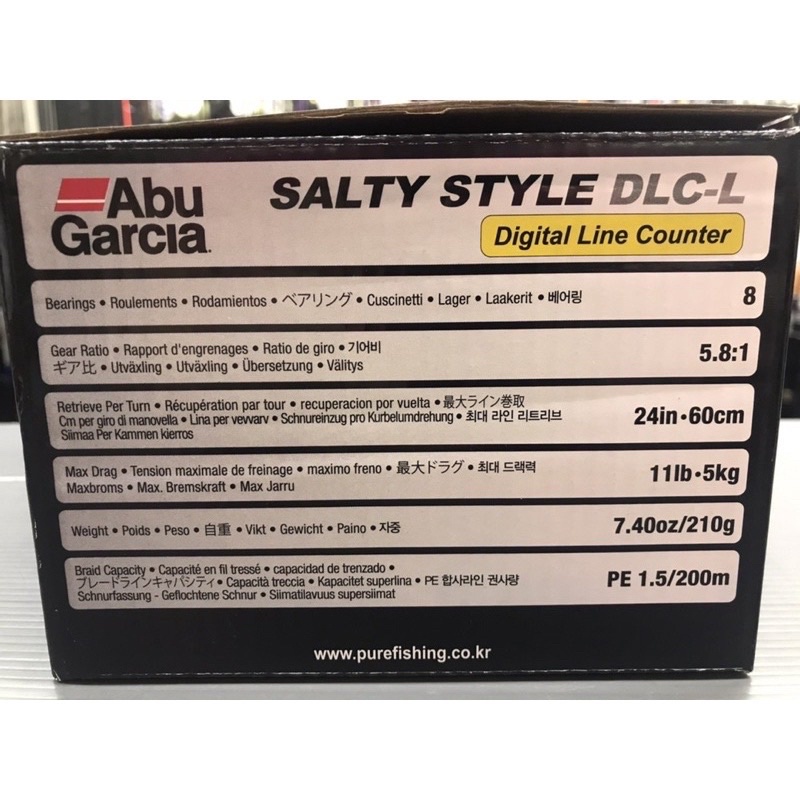 Abu
Garcia
SALTY STYLE DLC-L
Digital Line Counter
Bearings • Roulements • Rodamientos • ベアリング • Cuscinetti • Lager • Laakerit • 베어링
8
Gear Ratio • Rapport d'engrenages • Ratio de giro • 기어비
ギア比 • Utväxling • Utväxling • Übersetzung • Välitys
5.8:1
Retrieve Per Turn • Récupération par tour • recuperacion por vuelta • 最大ライン巻取
Cm per giro di manovella • Lina per vevvarv • Schnureinzug pro Kurbelumdrehung • 최대 라인 리트리브
Siimaa Per Kammen kierros
24in•60cm
Max Drag • Tension maximale de freinage • maximo freno • 最大ドラグ • 최대 드랙력
Maxbroms • Max. Bremskraft • Max Jarru
11lb•5kg
Weight • Poids • Peso • 自重 • Vikt • Gewicht • Paino • 자중
7.40oz/210g
Braid Capacity • Capacité en fil tressé • capacidad de trenzado •
ブレードラインキャパシティ • Capacità treccia • Kapacitet superlina • PE 합사라인 권사량
Schnurfassung - Geflochtene Schnur • Siimatilavuus supersiimat
PE 1.5/200m
www.purefishing.co.kr